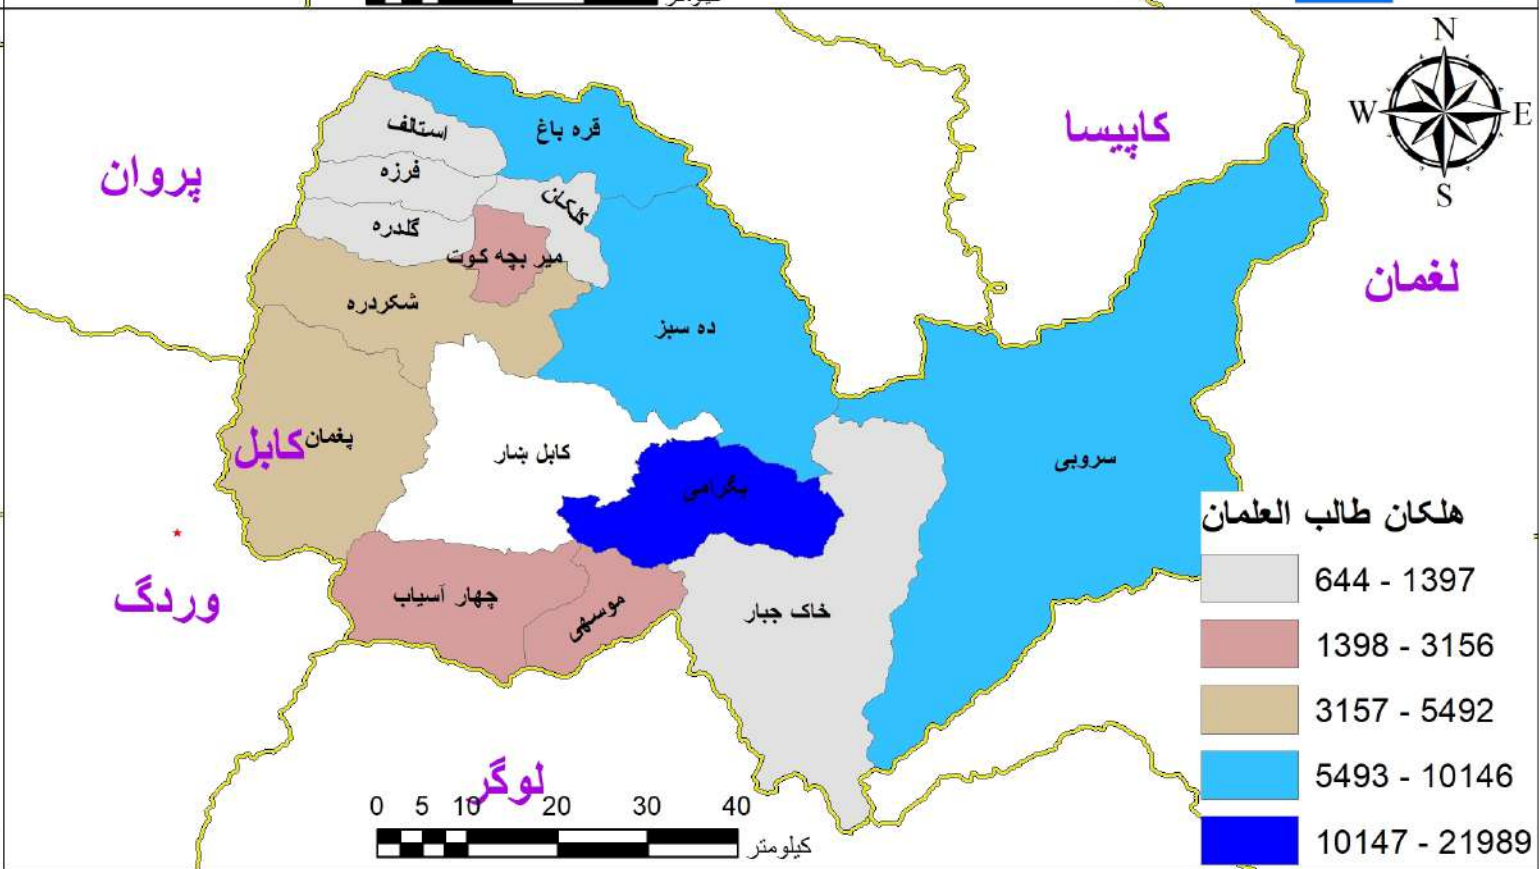 کیلومتر
N
کاپیسا
W
E
قره باغ
استالف
پروان
فرزه
S
کلکان
گلدره
میر بچه کوت
لغمان
شکردره
ده سبز
پغمان
کابل
کابل ښار
سروبی
بگرامی
هلکان طالب العلمان
644 - 1397
چهار آسیاب
وردگ
موسهی
خاک جبار
1398 - 3156
3157 - 5492
لوگر
5493 - 10146
0 5 10 20 30 40
کیلومتر
10147 - 21989